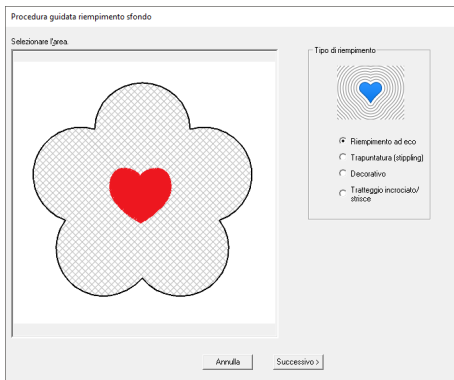 Procedura guidata riempimento sfondo
Selezionare l'area.
Tipo di riempimento
Riempimento ad eco
Trapuntatura (stippling)
Decorativo
Tratteggio incrociato/
strisce
Annulla
Successivo >